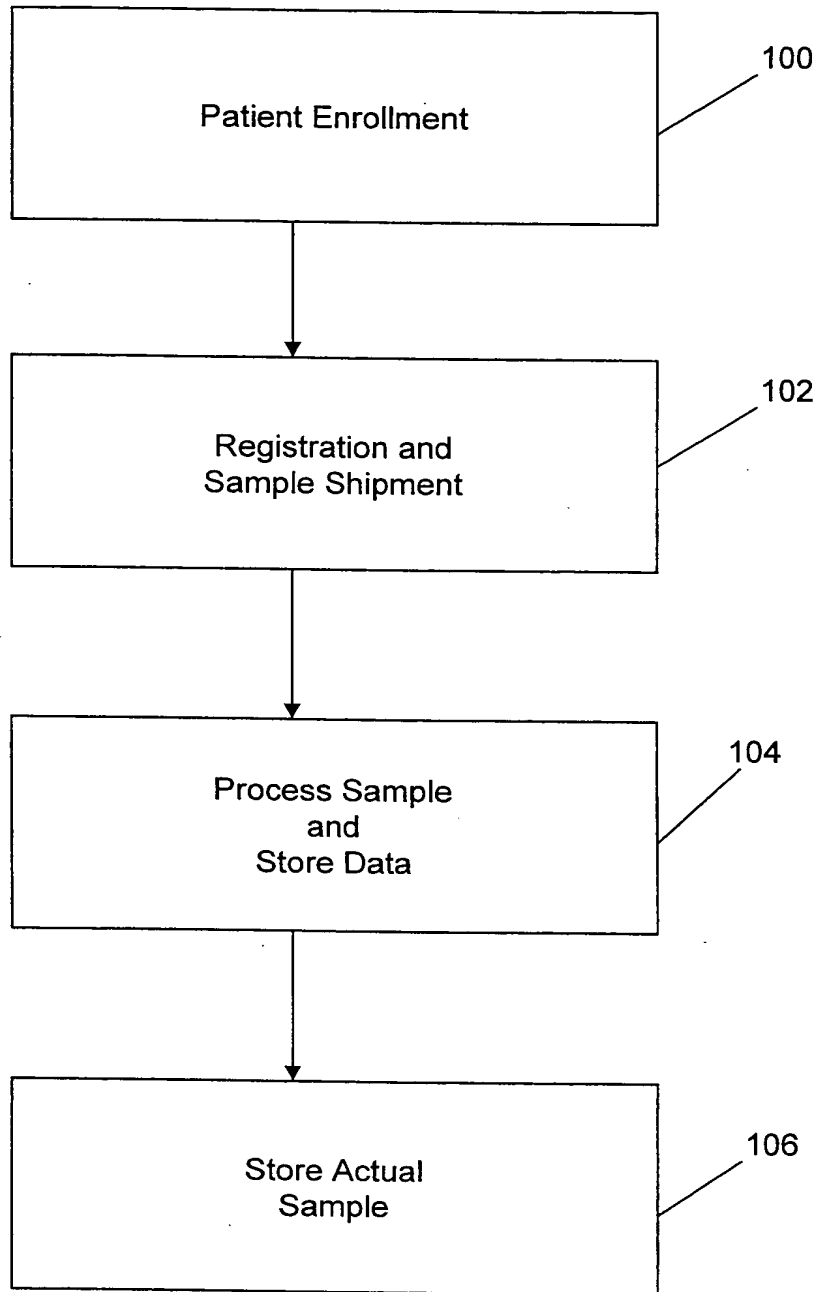 Patient Enrollment
100
Registration and
Sample Shipment
102
Process Sample
and
Store Data
104
Store Actual
Sample
106